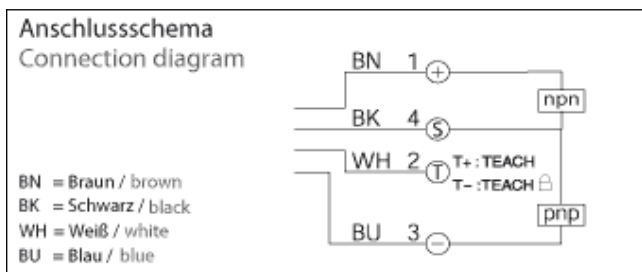 Anschlussschema
Connection diagram
BN 1 +
npn
BK 4 S
WH 2 T T+ : TEACH
T- : TEACH
pnp
BU 3 −
BN = Braun / brown
BK = Schwarz / black
WH = Weiß / white
BU = Blau / blue